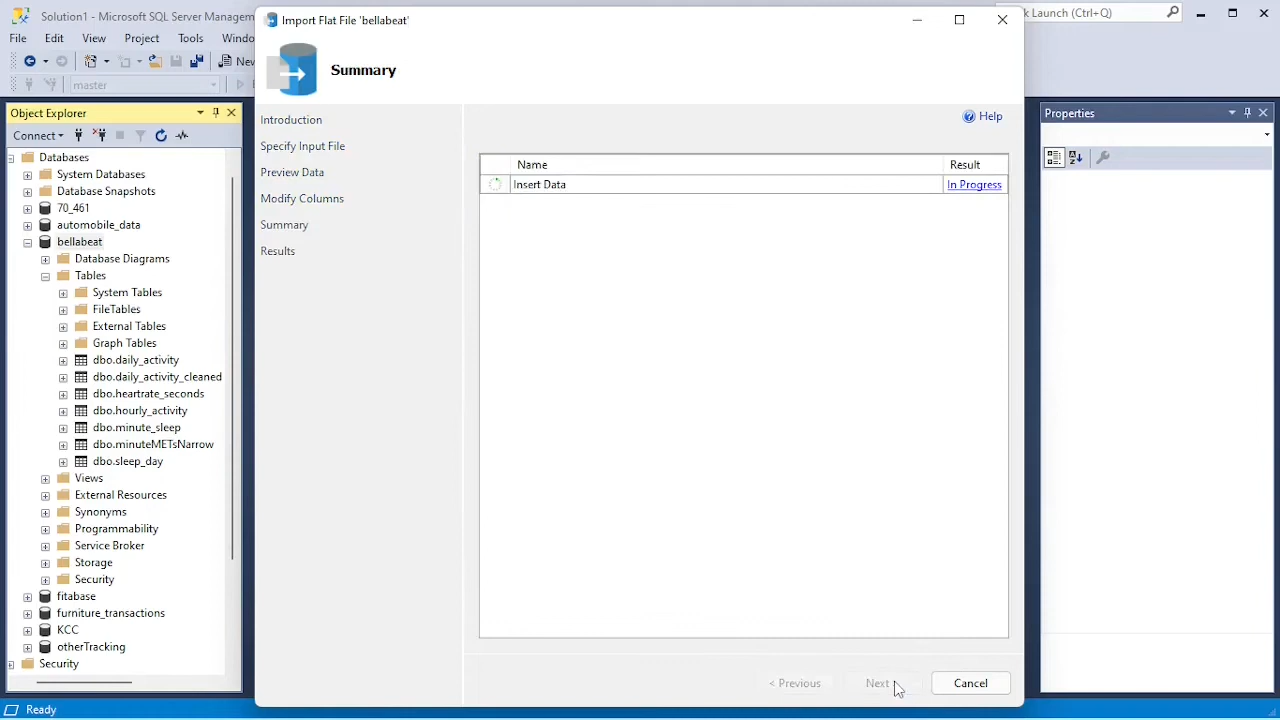 Solution1 - Microsoft SQL Server Managem
Import Flat File 'bellabeat'
k Launch (Ctrl+Q)
File Edit View Project Tools Windo
New
master
Summary
Object Explorer
Connect
Databases
System Databases
Database Snapshots
70_461
automobile_data
bellabeat
Database Diagrams
Tables
System Tables
FileTables
External Tables
Graph Tables
dbo.daily_activity
dbo.daily_activity_cleaned
dbo.heartrate_seconds
dbo.hourly_activity
dbo.minute_sleep
dbo.minuteMETsNarrow
dbo.sleep_day
Views
External Resources
Synonyms
Programmability
Service Broker
Storage
Security
fitabase
furniture_transactions
KCC
otherTracking
Security
Introduction
Specify Input File
Preview Data
Modify Columns
Summary
Results
Help
Name Result
Insert Data In Progress
< Previous Next Cancel
Properties
Ready